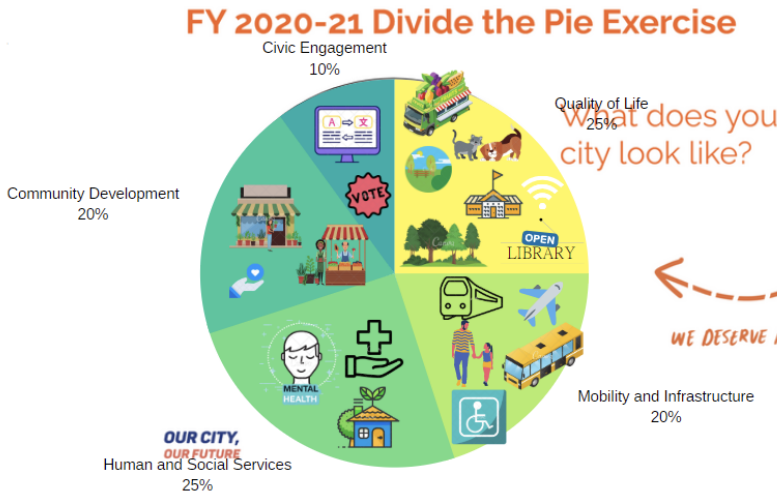 FY 2020-21 Divide the Pie Exercise
Civic Engagement
10%
Quality of Life
25%
What does you
city look like?
A
文
VOTE
Community Development
20%
OPEN
LIBRARY
WE DESERVE
Mobility and Infrastructure
20%
MENTAL
HEALTH
OUR CITY,
OUR FUTURE
Human and Social Services
25%